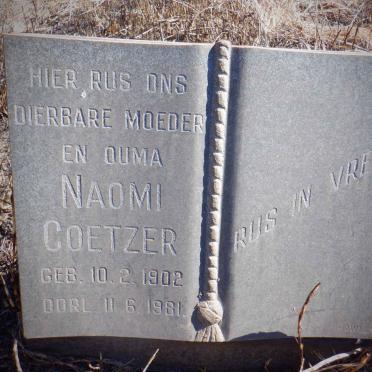 HIER RUS ONS
DIERBARE MOEDER
EN OUMA
NAOMI
COETZER
GEB. 10.2.1902
OORL. 11.6.1981.
RUS IN VRE